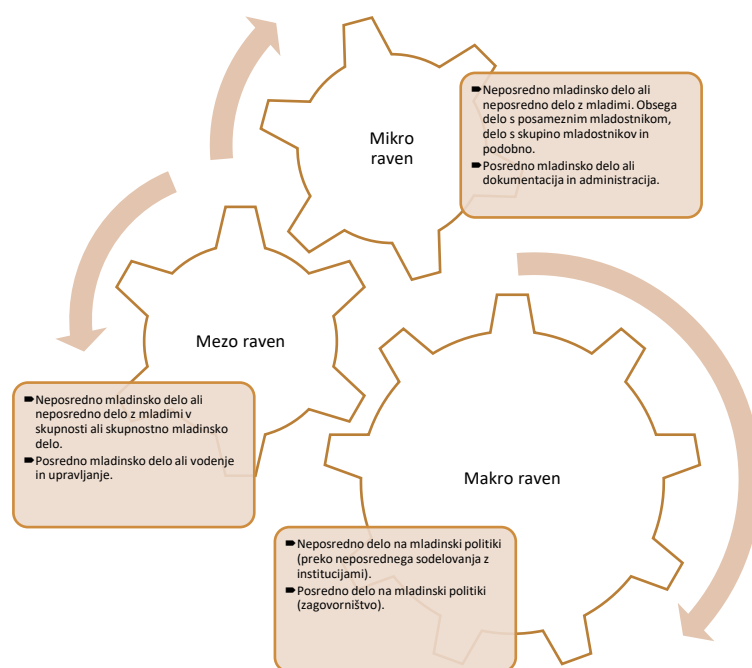 Mikro
raven
➨Neposredno mladinsko delo ali
neposredno delo z mladimi. Obsega
delo s posameznim mladostnikom,
delo s skupino mladostnikov in
podobno.
➨Posredno mladinsko delo ali
dokumentacija in administracija.
Mezo raven
➨Neposredno mladinsko delo ali
neposredno delo z mladimi v
skupnosti ali skupnostno mladinsko
delo.
➨Posredno mladinsko delo ali vodenje
in upravljanje.
Makro raven
➨Neposredno delo na mladinski politiki
(preko neposrednega sodelovanja z
institucijami).
➨Posredno delo na mladinski politiki
(zagovorništvo).